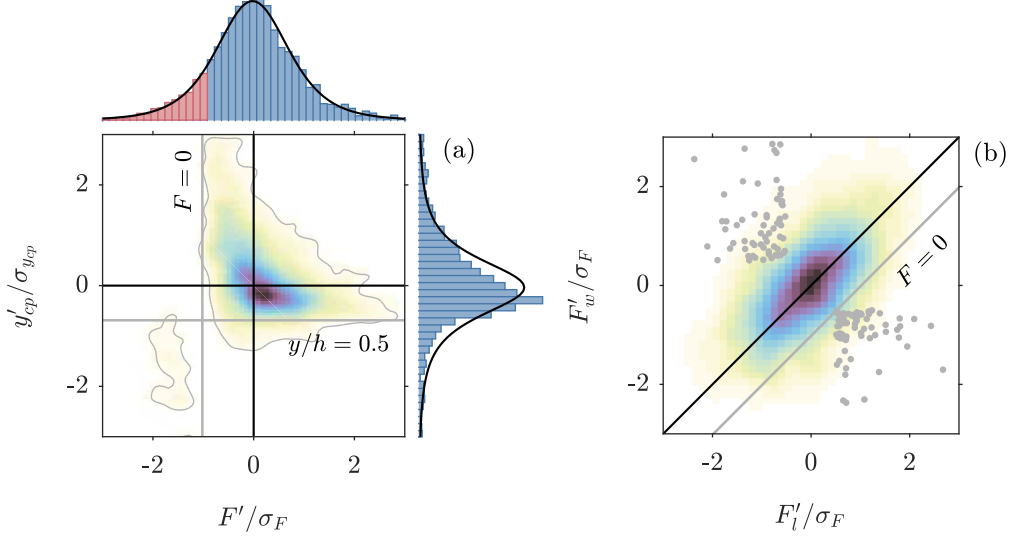 (a)
F = 0
2
0
-2
y/h = 0.5
y'_{cp}/σ_{y_{cp}}
-2
0
2
F'/σ_F
(b)
2
0
-2
F = 0
F'_w/σ_F
-2
0
2
F'_l/σ_F